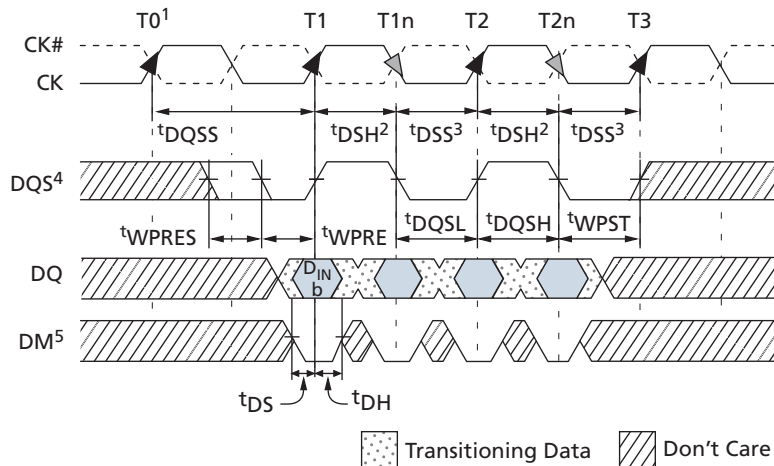 T0¹ T1 T1n T2 T2n T3
CK#
CK
tDQSS tDSH² tDSS³ tDSH² tDSS³
DQS⁴
tWPRES tWPRE tDQSL tDQSH tWPST
DQ
DIN
b
DM⁵
tDS tDH
Transitioning Data Don't Care